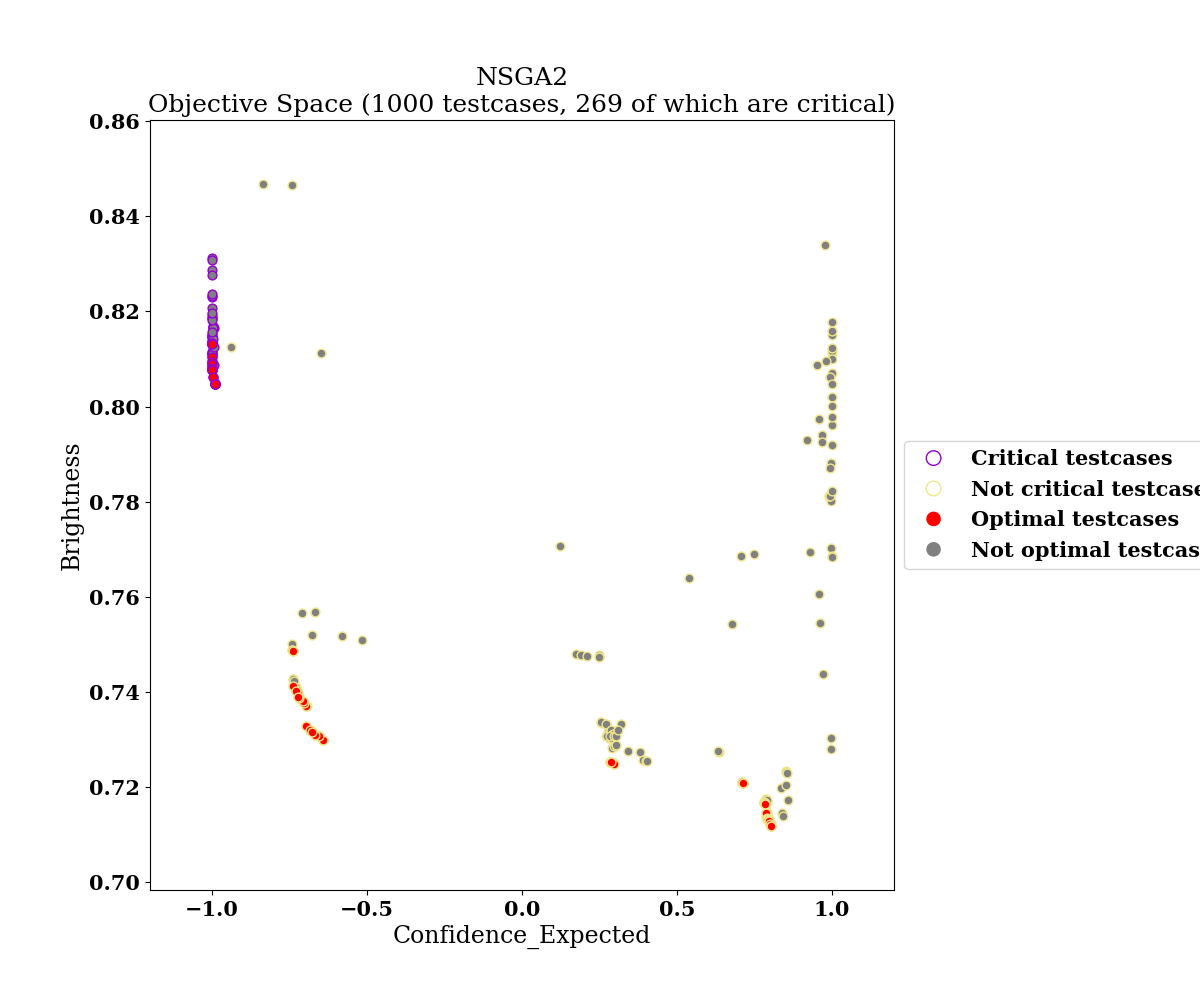 NSGA2
Objective Space (1000 testcases, 269 of which are critical)
0.86
0.84
0.82
0.80
0.78
0.76
0.74
0.72
0.70
Brightness
−1.0
−0.5
0.0
0.5
1.0
Confidence_Expected
Critical testcases
Not critical testcase
Optimal testcases
Not optimal testcas